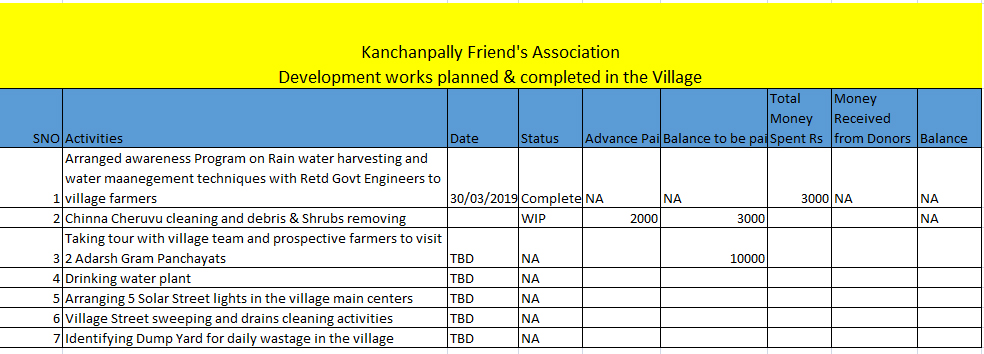 Kanchanpally Friend's Association
Development works planned & completed in the Village
SNO Activities Date Status Advance Pai Balance to be pai Total Money Spent Rs Money Received from Donors Balance
Arranged awareness Program on Rain water harvesting and
water maanegement techniques with Retd Govt Engineers to
1 village farmers 30/03/2019 Complete NA NA 3000 NA NA
2 Chinna Cheruvu cleaning and debris & Shrubs removing WIP 2000 3000 NA
Taking tour with village team and prospective farmers to visit
3 2 Adarsh Gram Panchayats TBD NA 10000
4 Drinking water plant TBD NA
5 Arranging 5 Solar Street lights in the village main centers TBD NA
6 Village Street sweeping and drains cleaning activities TBD NA
7 Identifying Dump Yard for daily wastage in the village TBD NA